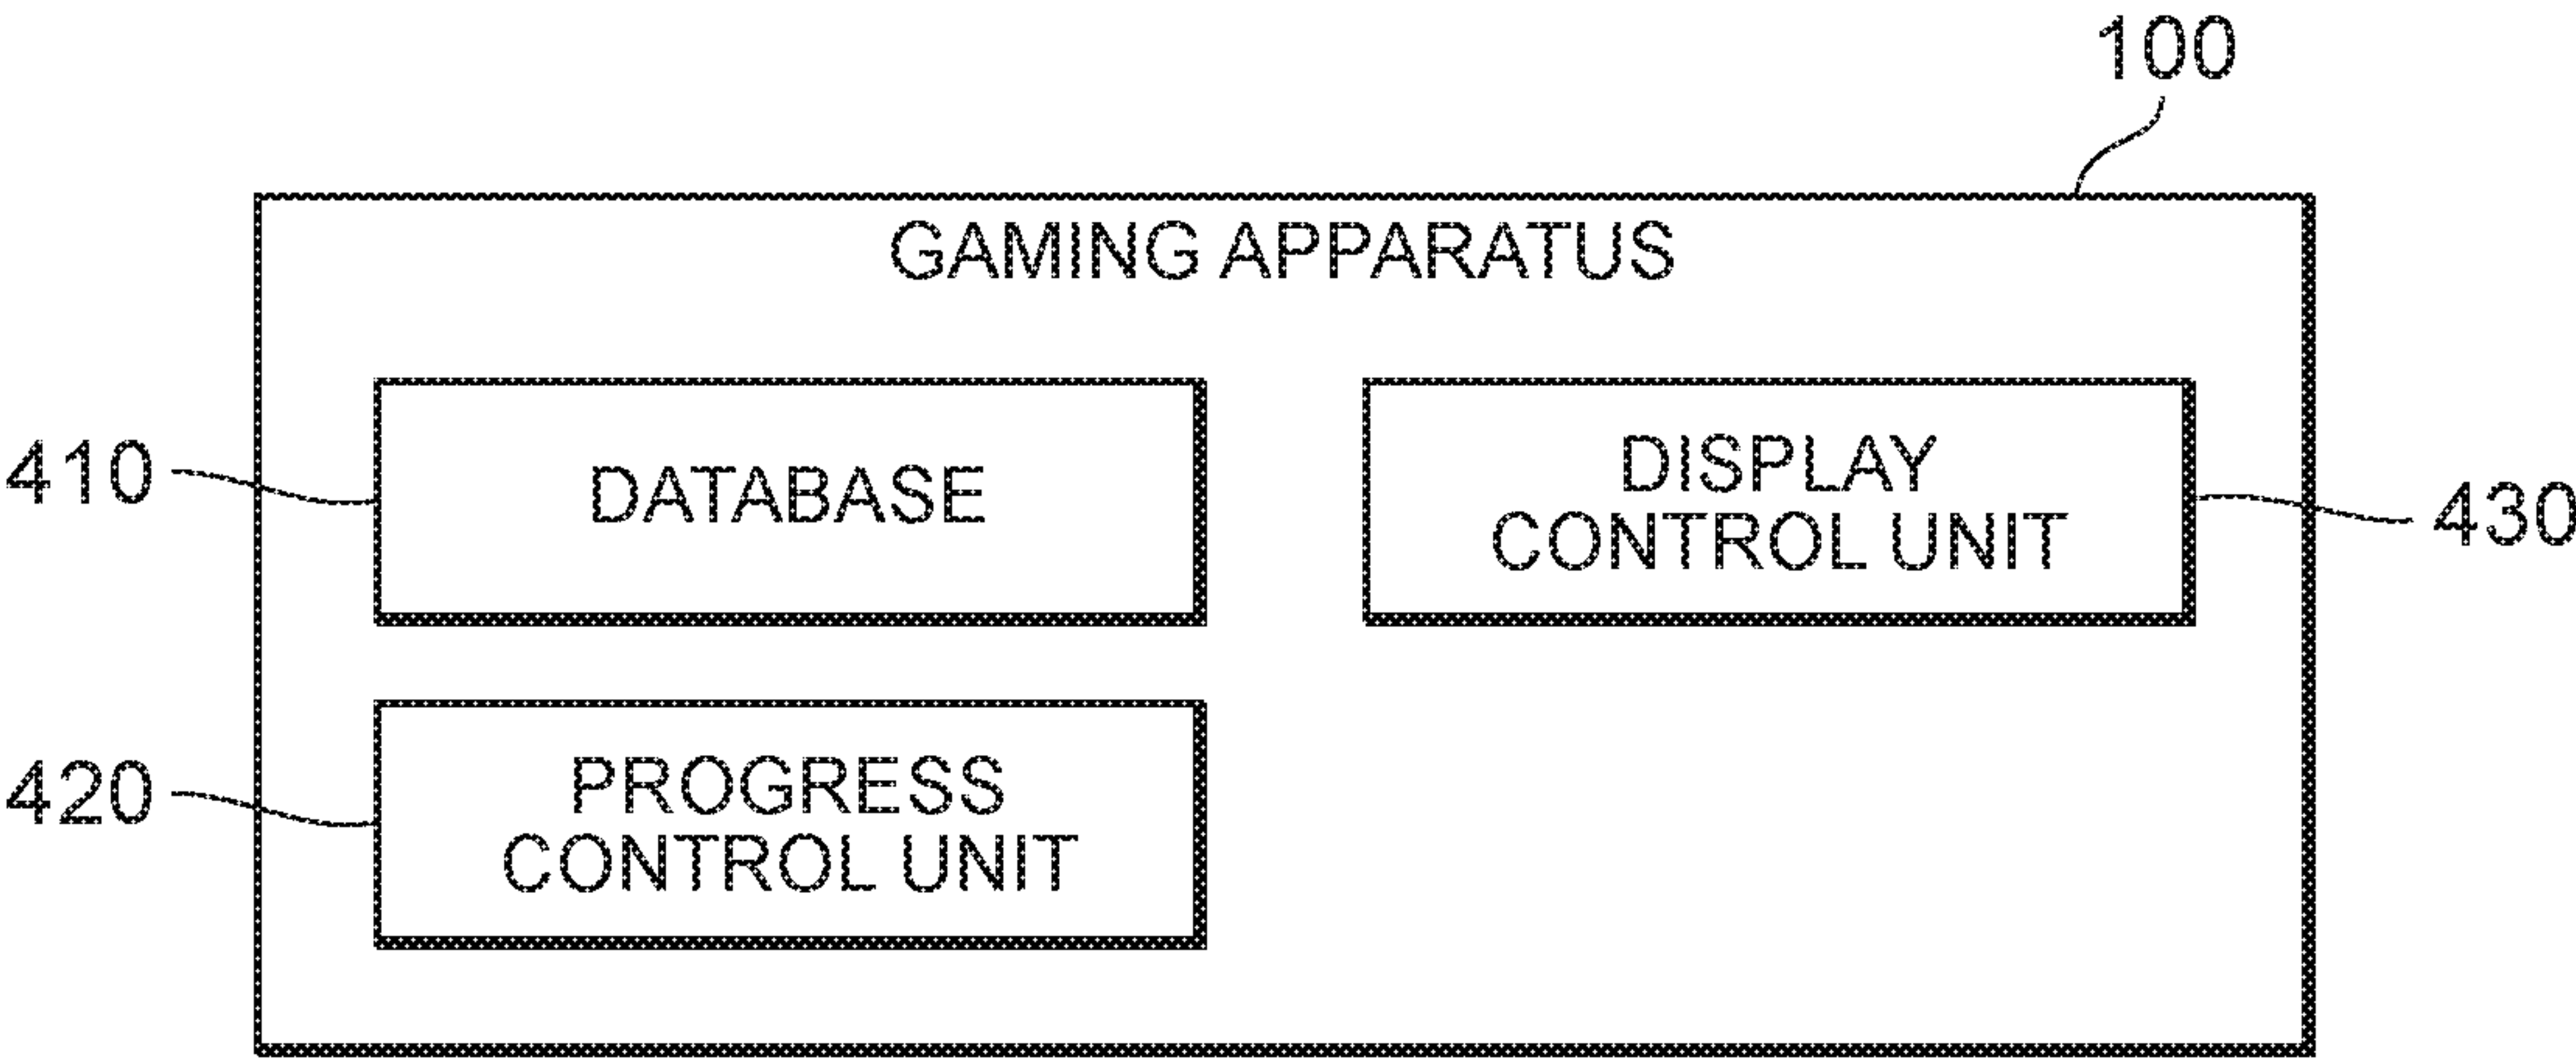 100
GAMING APPARATUS
410
DATABASE
DISPLAY
CONTROL UNIT
430
420
PROGRESS
CONTROL UNIT